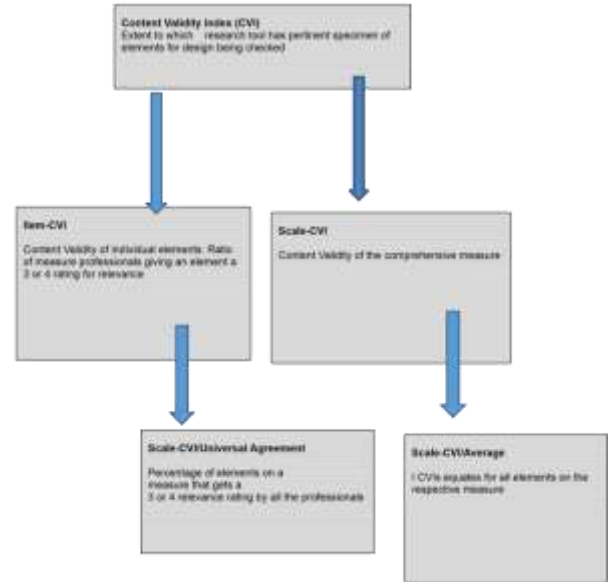 Content Validity Index (CVI)
Extent to which research tool has pertinent specimen of
elements for design being checked
Item-CVI
Content Validity of individual elements: Ratio
of measure professionals giving an element a
3 or 4 rating for relevance
Scale-CVI
Content Validity of the comprehensive measure
Scale-CVI/Universal Agreement
Percentage of elements on a
measure that gets a
3 or 4 relevance rating by all the professionals
Scale-CVI/Average
I CVIs equates for all elements on the
respective measure